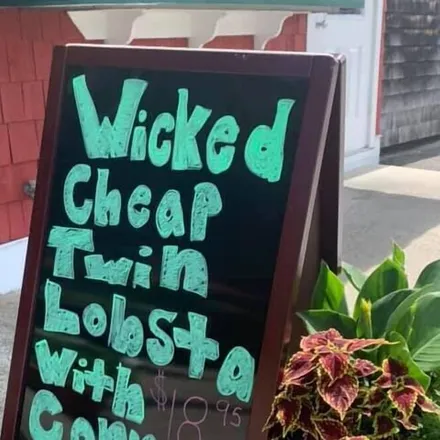 Wicked
Cheap
Twin
Lobsta
With
$18.95